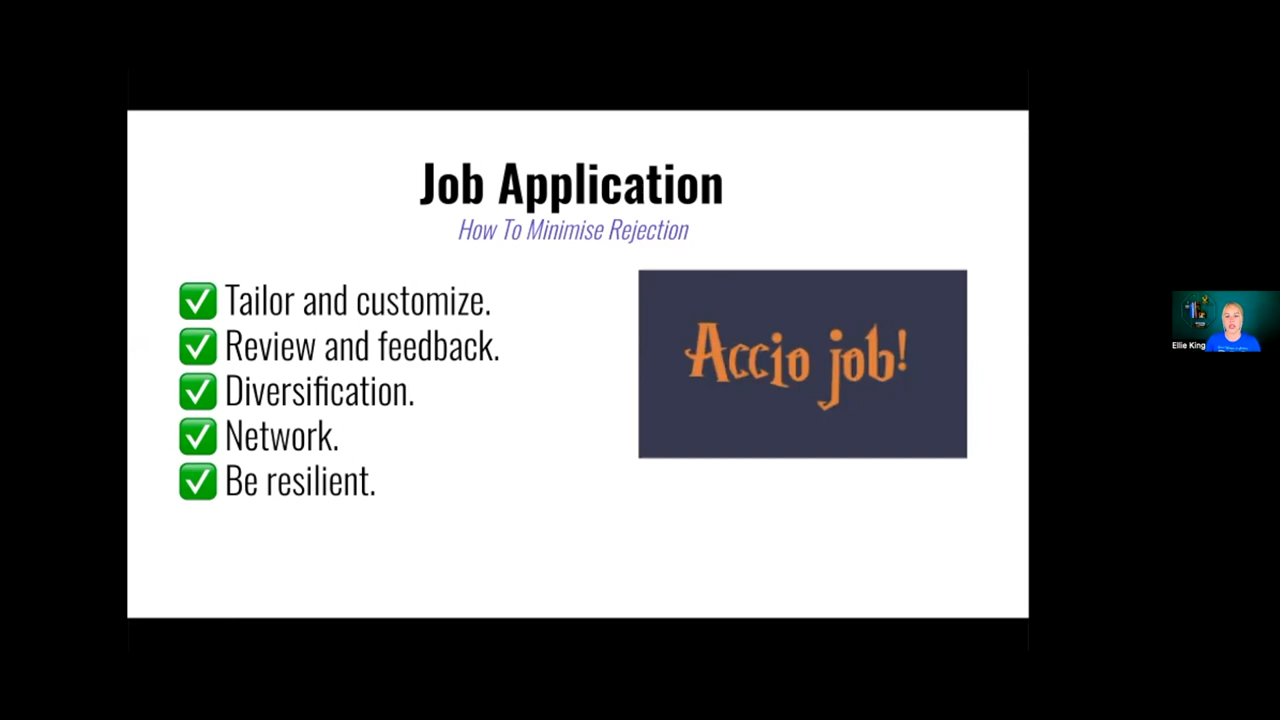 Job Application
How To Minimise Rejection
✅ Tailor and customize.
✅ Review and feedback.
✅ Diversification.
✅ Network.
✅ Be resilient.
Accio job!
Ellie King